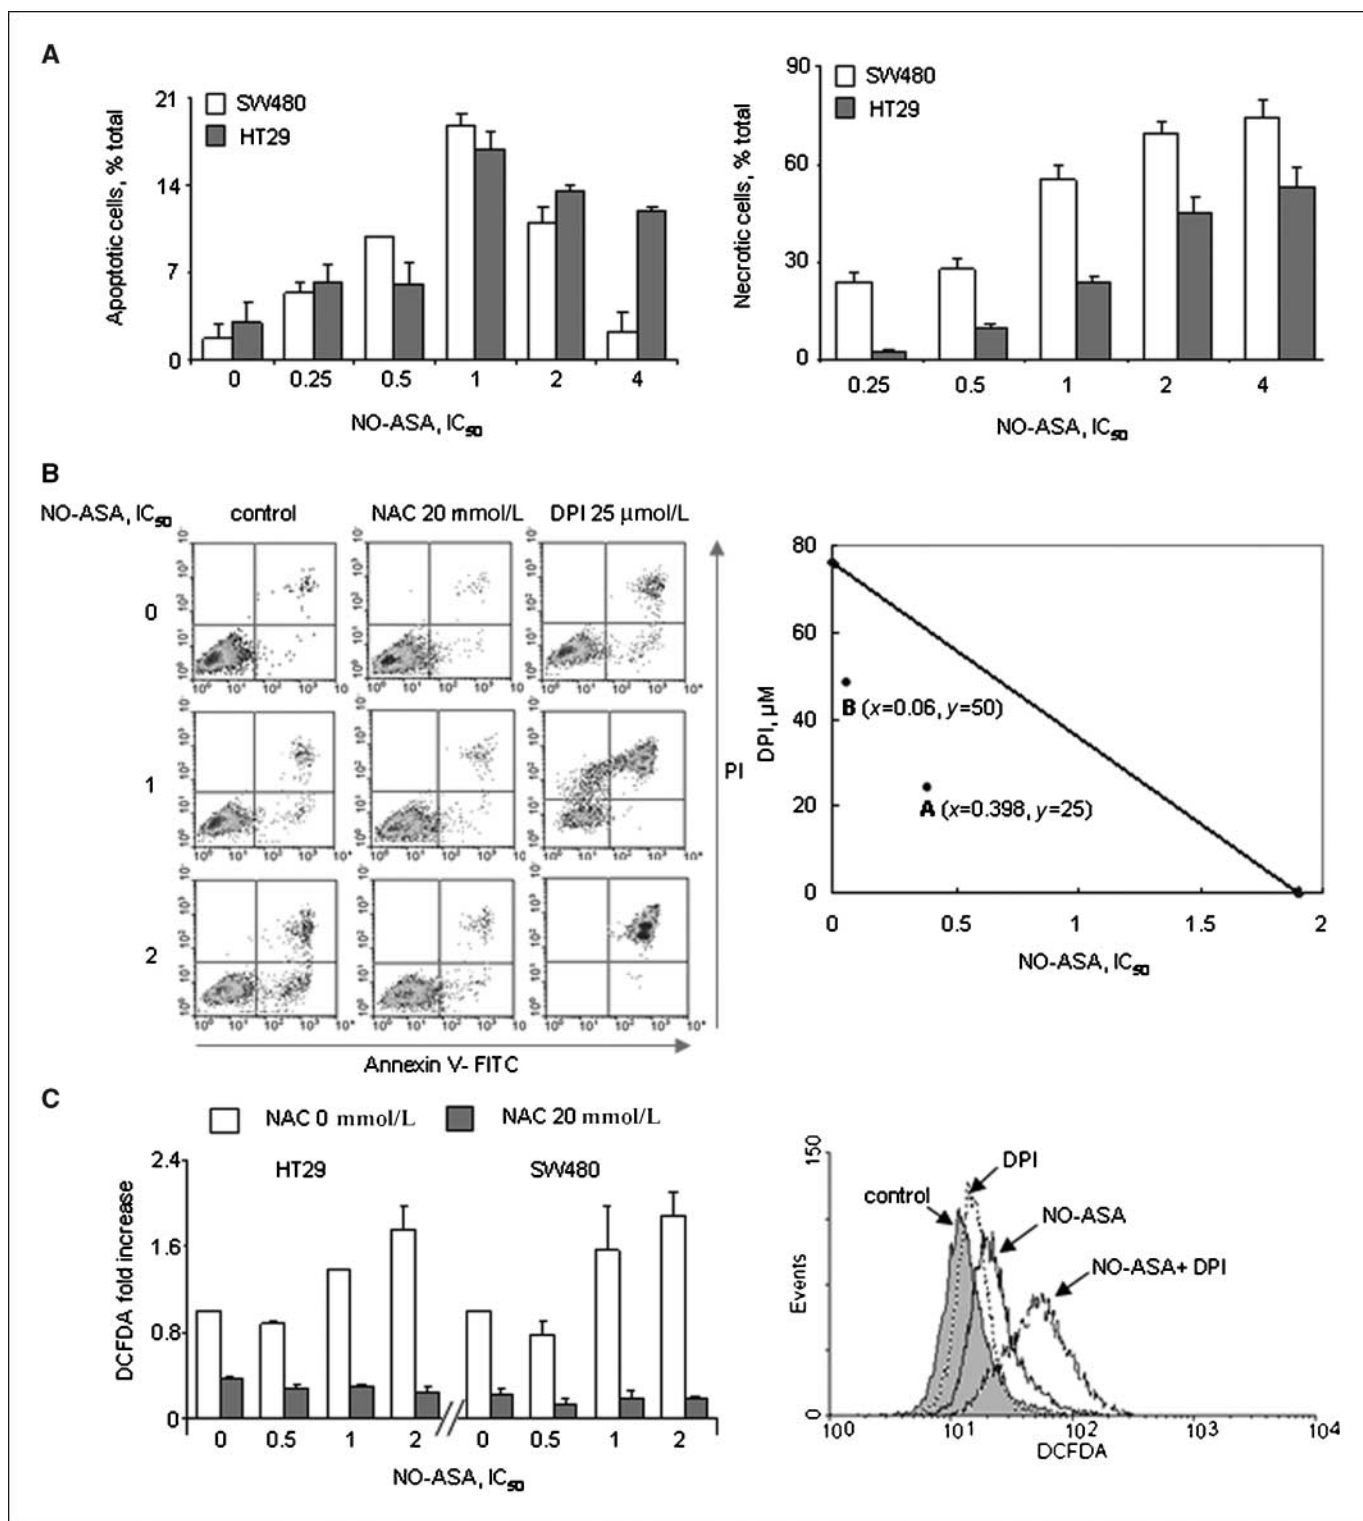 A
SW480
HT29
21
14
7
0
Apoptotic cells, % total
0 0.25 0.5 1 2 4
NO-ASA, IC50
SW480
HT29
90
60
30
0
Necrotic cells, % total
0.25 0.5 1 2 4
NO-ASA, IC50
B
NO-ASA, IC50 control NAC 20 mmol/L DPI 25 µmol/L
0
1
2
PI
Annexin V- FITC
80
60
40
20
0
DPI, µM
B (x=0.06, y=50)
A (x=0.398, y=25)
0 0.5 1 1.5 2
NO-ASA, IC50
C
NAC 0 mmol/L NAC 20 mmol/L
HT29 SW480
2.4
1.6
0.8
0
DCFDA fold increase
0 0.5 1 2 0 0.5 1 2
NO-ASA, IC50
150
0
Events
control
DPI
NO-ASA
NO-ASA+ DPI
10^0 10^1 10^2 10^3 10^4
DCFDA